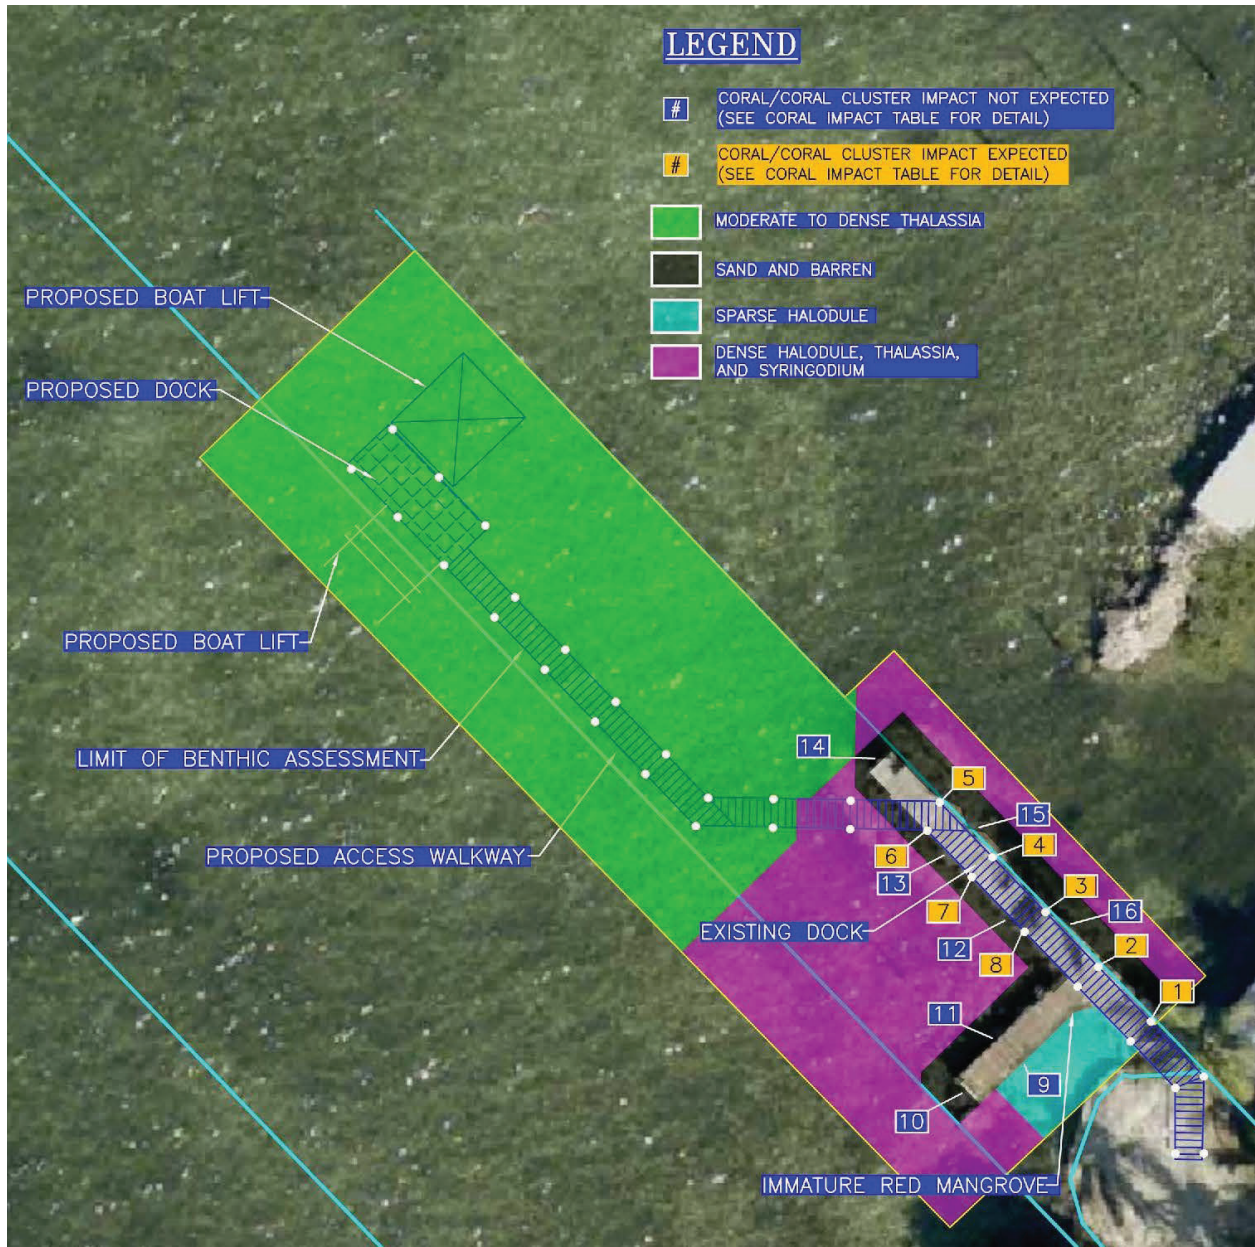 LEGEND
#
CORAL/CORAL CLUSTER IMPACT NOT EXPECTED
(SEE CORAL IMPACT TABLE FOR DETAIL)
#
CORAL/CORAL CLUSTER IMPACT EXPECTED
(SEE CORAL IMPACT TABLE FOR DETAIL)
MODERATE TO DENSE THALASSIA
SAND AND BARREN
SPARSE HALODULE
DENSE HALODULE, THALASSIA,
AND SYRINGODIUM
PROPOSED BOAT LIFT
PROPOSED DOCK
PROPOSED BOAT LIFT
LIMIT OF BENTHIC ASSESSMENT
PROPOSED ACCESS WALKWAY
EXISTING DOCK
IMMATURE RED MANGROVE
14
5
15
4
6
13
3
7
16
12
8
2
1
11
9
10